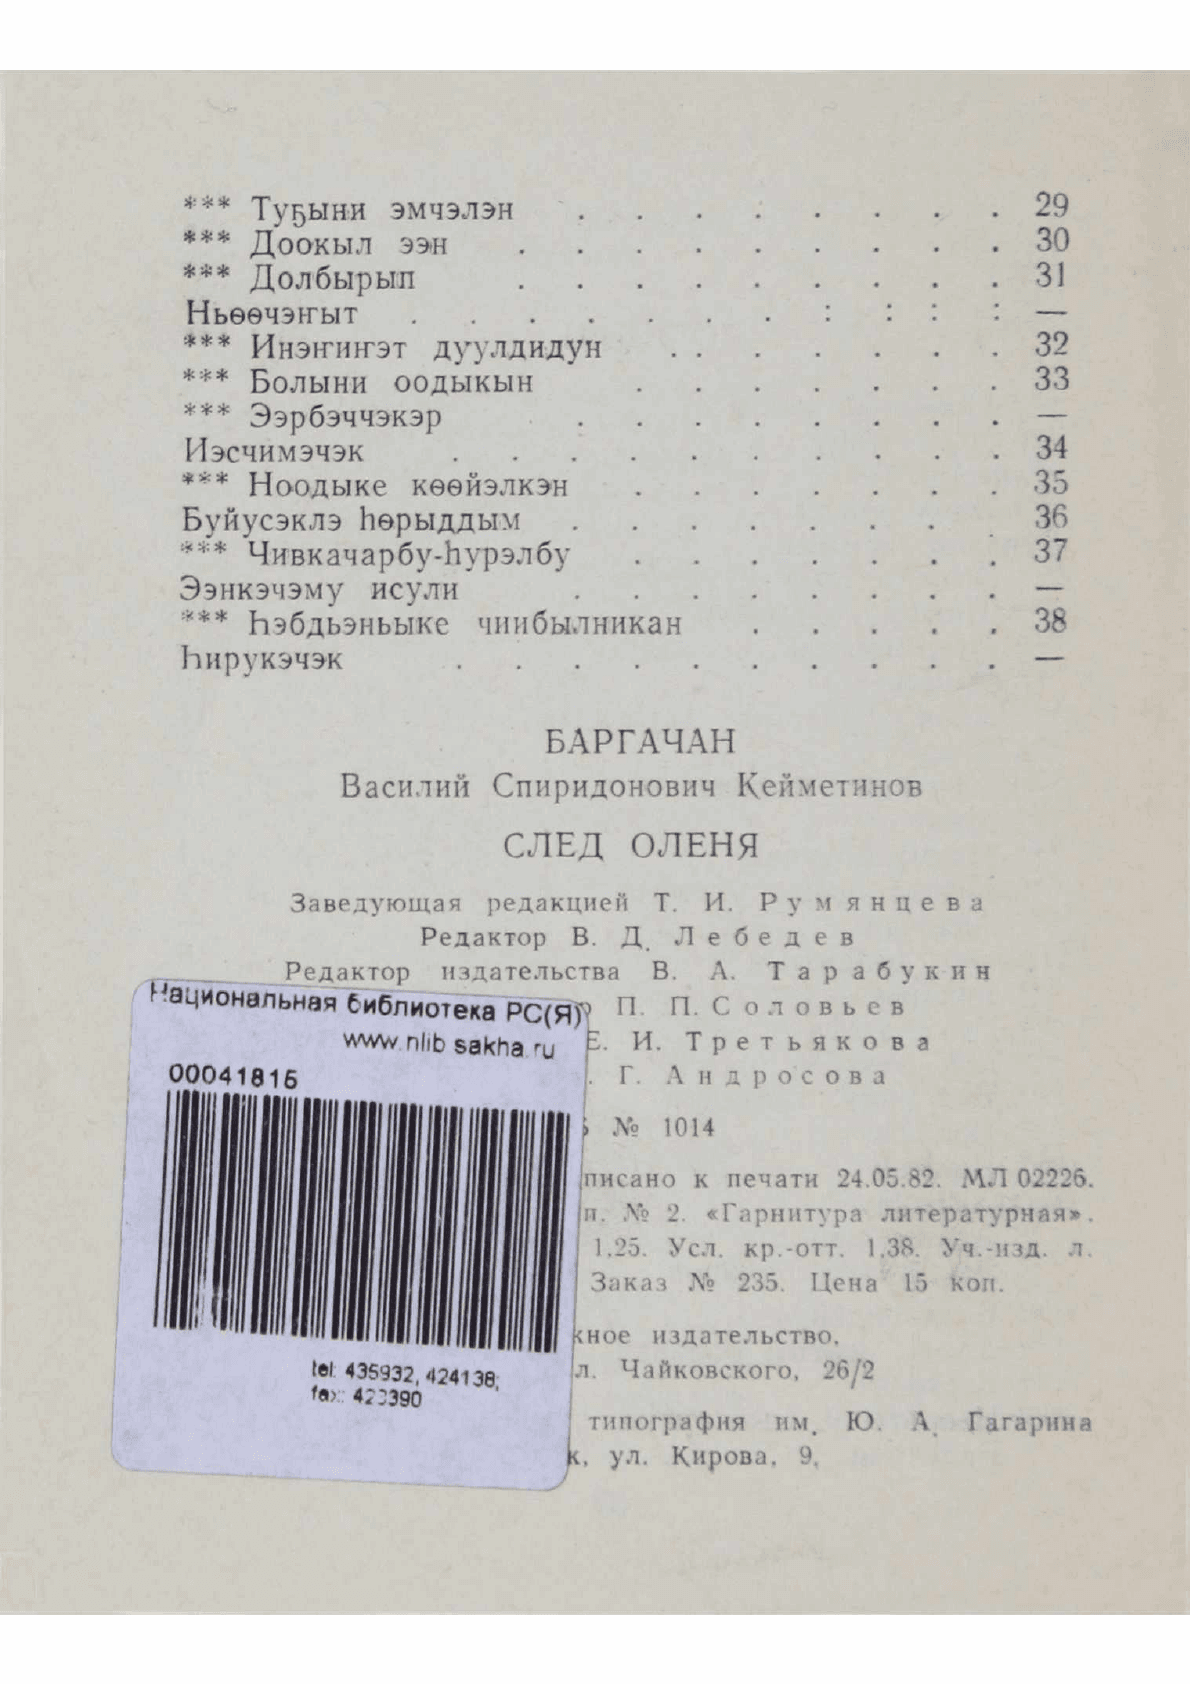 *** Туҕыни эмчэлэн . . . . . . . . 29
*** Доокыл ээн . . . . . . . . . 30
*** Долбырып . . . . . . . . . 31
Ньөөчэҥыт . . . . . . . : : : : —
*** Инэҥиҥэт дуулдидун . . . . . . . 32
*** Болыни оодыкын . . . . . . . 33
*** Ээрбэччэкэр . . . . . . . . —
Иэсчимэчэк . . . . . . . . . . 34
*** Ноодыке көөйэлкэн . . . . . . . 35
Буйусэклэ һөрыддым . . . . . . . 36
*** Чивкачарбу-һурэлбу . . . . . . . 37
Ээнкэчэму исули . . . . . . . . —
*** Һэбдьэньыке чиибылникан . . . . . 38
Һирукэчэк . . . . . . . . . . —
БАРГАЧАН
Василий Спиридонович Кейметинов
СЛЕД ОЛЕНЯ
Заведующая редакцией Т. И. Румянцева
Редактор В. Д. Лебедев
Редактор издательства В. А. Тарабукин
П. П. Соловьев
Е. И. Третьякова
Г. Андросова
№ 1014
писано к печати 24.05.82. МЛ 02226.
п. № 2. «Гарнитура литературная».
1,25. Усл. кр.-отт. 1,38. Уч.-изд. л.
Заказ № 235. Цена 15 коп.
жное издательство,
л. Чайковского, 26/2
типография им. Ю. А. Гагарина
к, ул. Кирова, 9.
Национальная библиотека РС(Я)
www.nlib.sakha.ru
00041815
tel: 435932, 424138;
fax: 423390